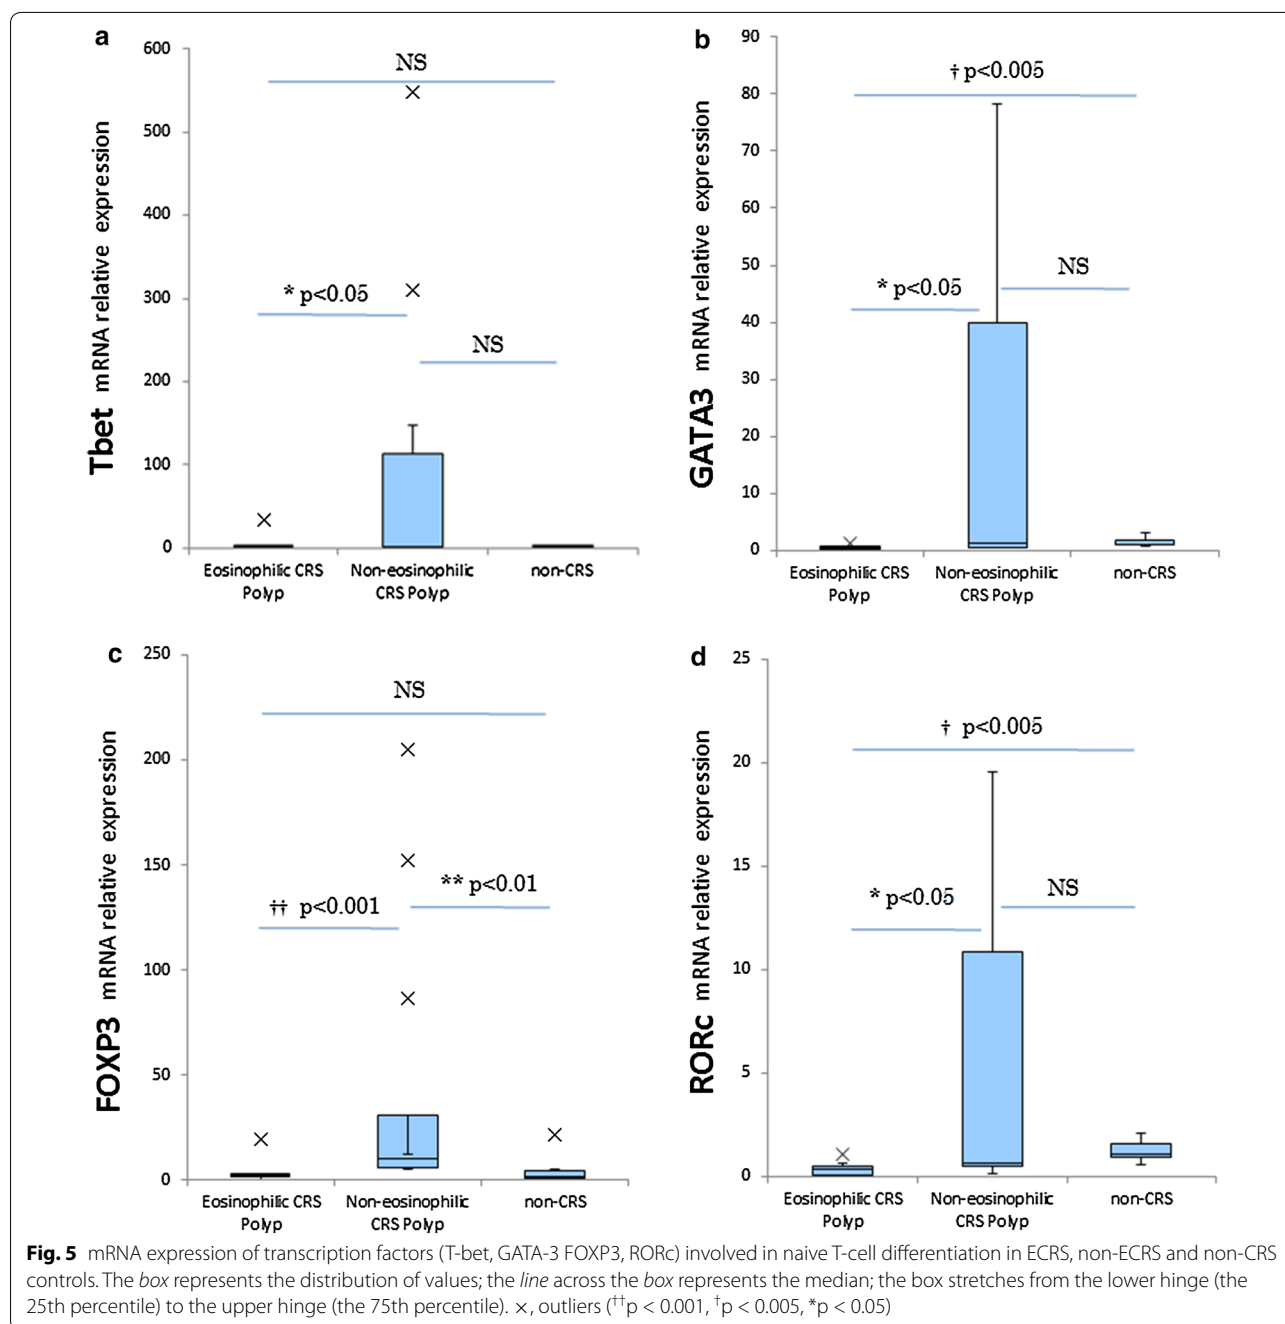 a
600
500
400
300
200
100
0
Tbet mRNA relative expression
NS
* p<0.05
NS
Eosinophilic CRS
Polyp
Non-eosinophilic
CRS Polyp
non-CRS
b
90
80
70
60
50
40
30
20
10
0
GATA3 mRNA relative expression
† p<0.005
* p<0.05
NS
Eosinophilic CRS
Polyp
Non-eosinophilic
CRS Polyp
non-CRS
c
250
200
150
100
50
0
FOXP3 mRNA relative expression
NS
†† p<0.001
** p<0.01
Eosinophilic CRS
Polyp
Non-eosinophilic
CRS Polyp
non-CRS
d
25
20
15
10
5
0
RORc mRNA relative expression
† p<0.005
* p<0.05
NS
Eosinophilic CRS
Polyp
Non-eosinophilic
CRS Polyp
non-CRS
Fig. 5 mRNA expression of transcription factors (T-bet, GATA-3 FOXP3, RORc) involved in naive T-cell differentiation in ECRS, non-ECRS and non-CRS
controls. The box represents the distribution of values; the line across the box represents the median; the box stretches from the lower hinge (the
25th percentile) to the upper hinge (the 75th percentile). ×, outliers (††p < 0.001, †p < 0.005, *p < 0.05)